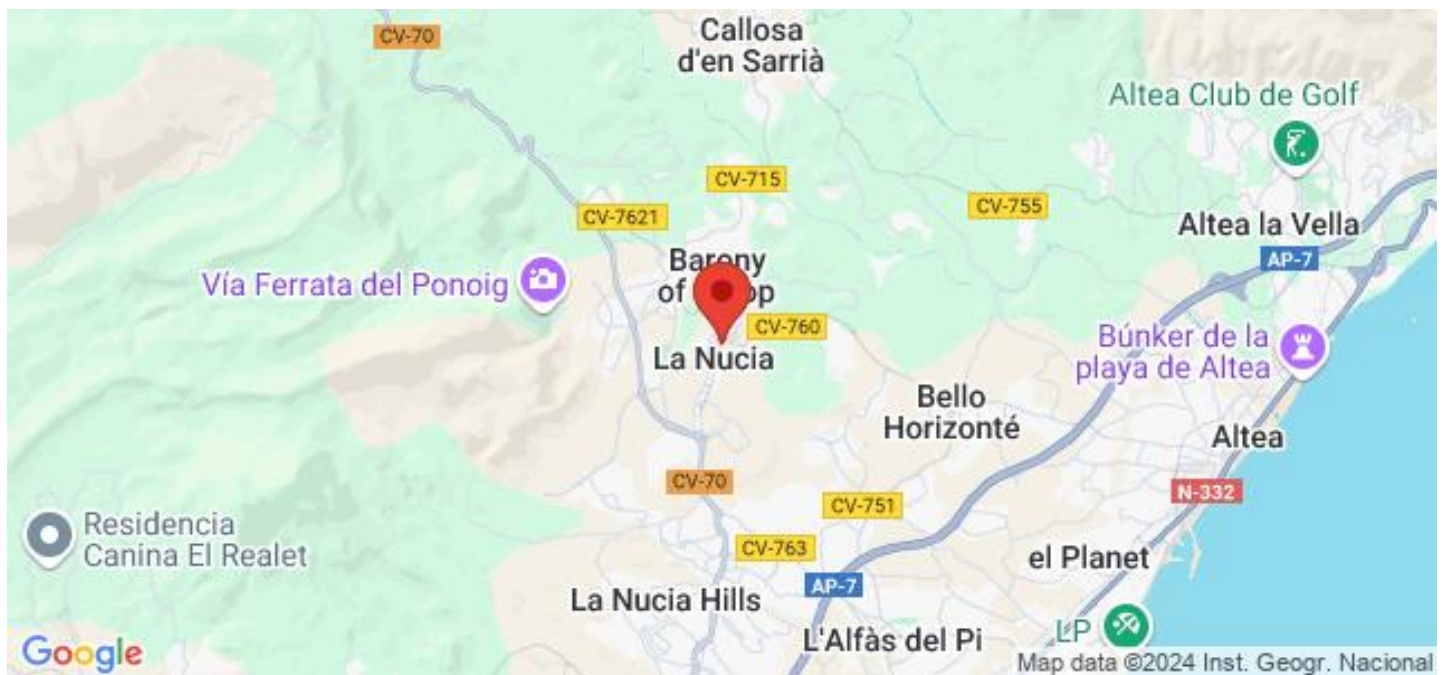 CV-70
Callosa
d'en Sarrià
Altea Club de Golf
CV-715
CV-7621
CV-755
Altea la Vella
AP-7
Barony
Vía Ferrata del Ponoig
CV-760
La Nucia
Búnker de la
playa de Altea
Bello
Horizonté
Altea
CV-70
N-332
CV-751
Residencia
Canina El Realet
CV-763
el Planet
AP-7
La Nucia Hills
L'Alfàs del Pi
LP
Google
Map data ©2024 Inst. Geogr. Nacional